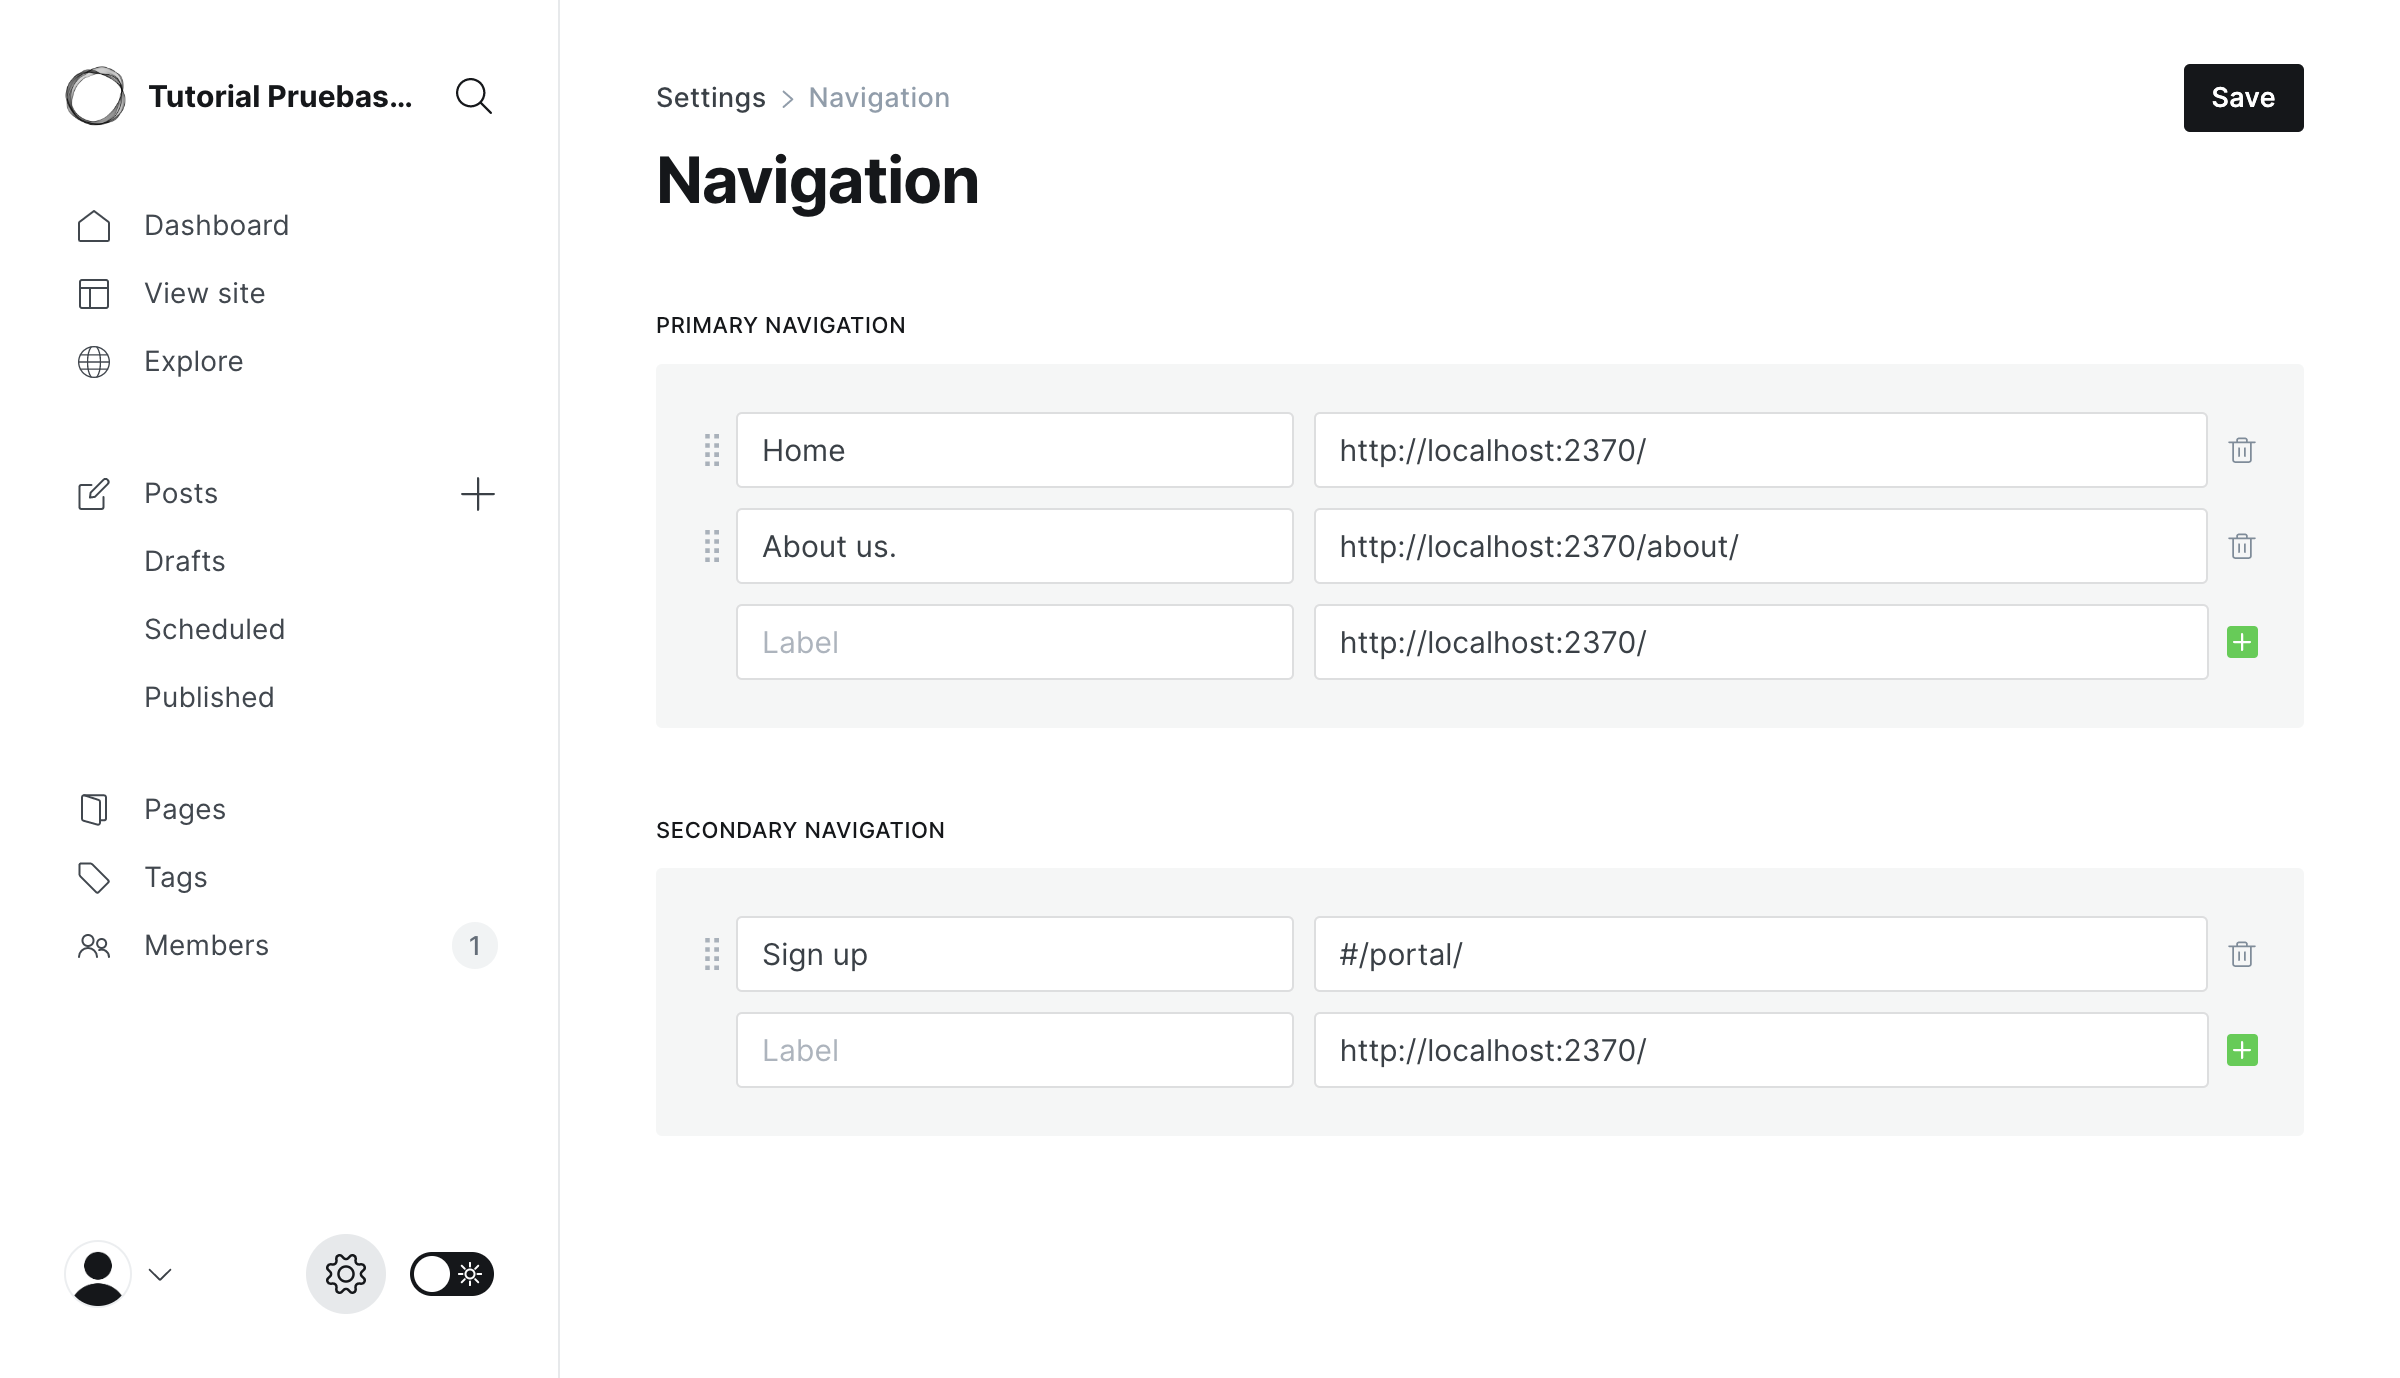 Tutorial Pruebas...
Dashboard
View site
Explore
Posts
Drafts
Scheduled
Published
Pages
Tags
Members 1
Settings > Navigation
Save
Navigation
PRIMARY NAVIGATION
Home http://localhost:2370/
About us. http://localhost:2370/about/
Label http://localhost:2370/
SECONDARY NAVIGATION
Sign up #/portal/
Label http://localhost:2370/